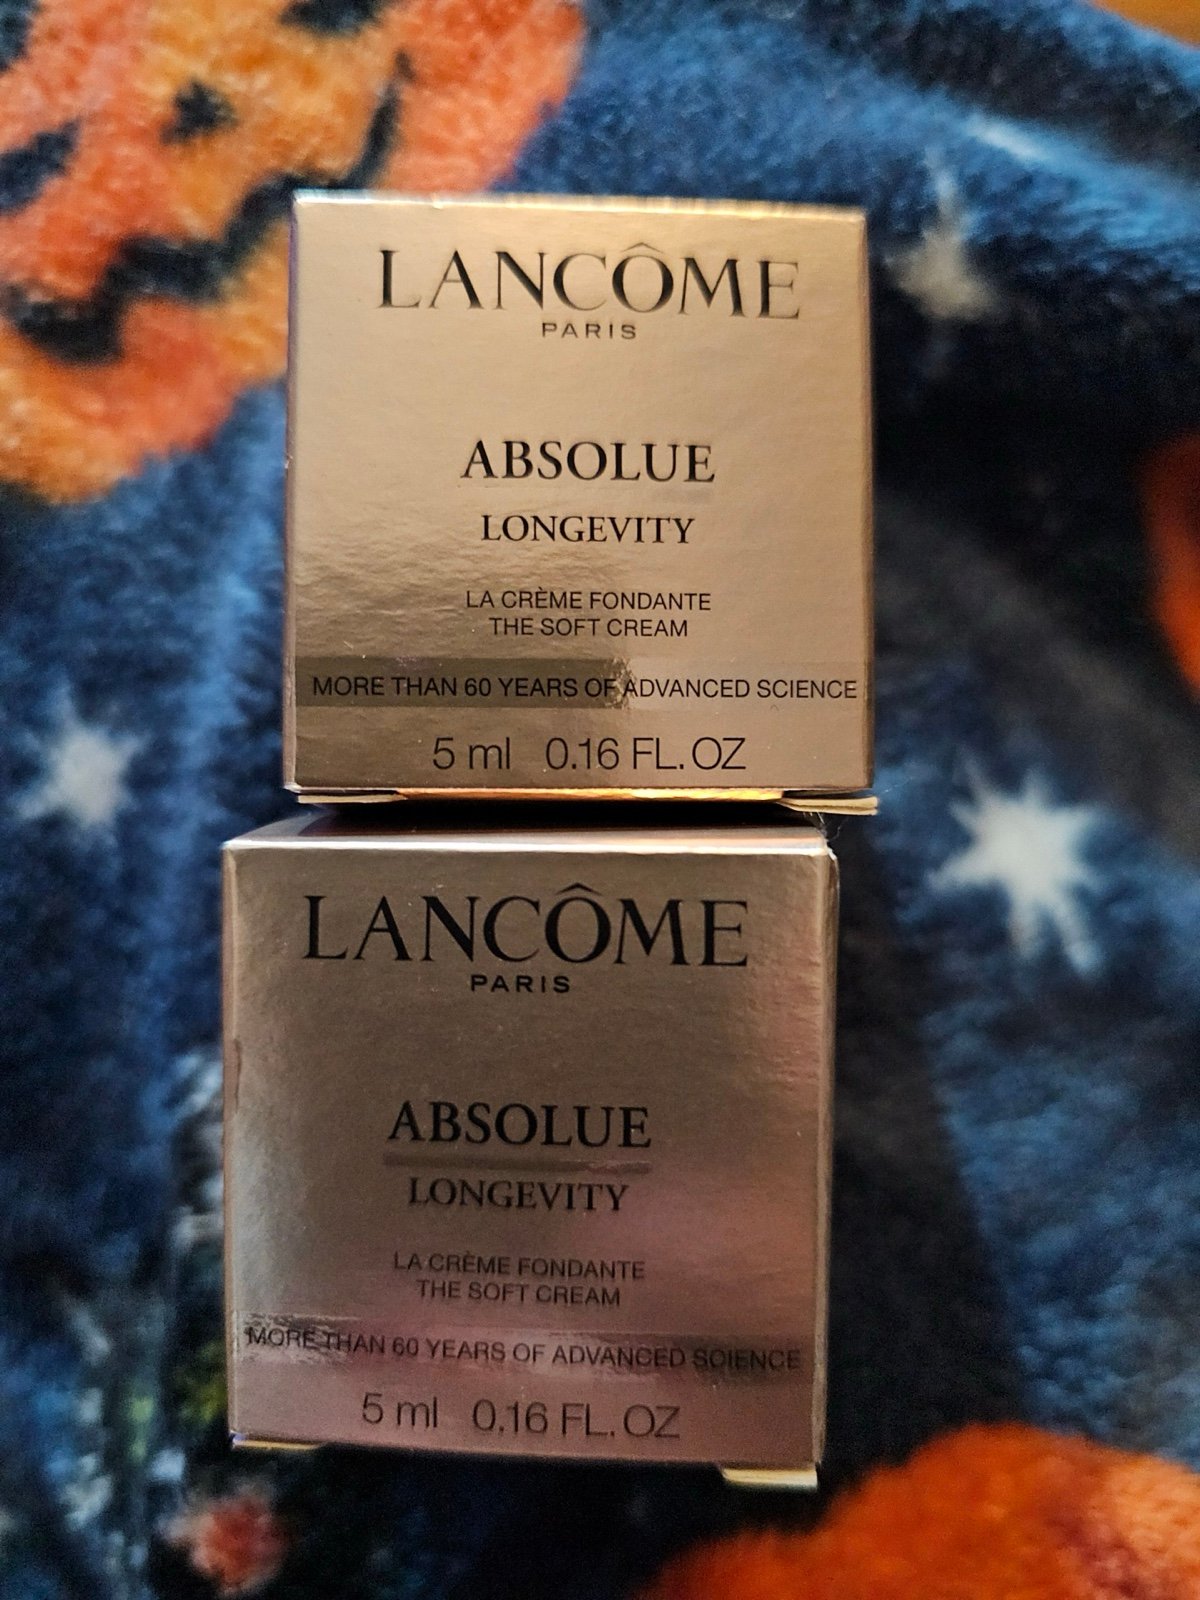 LANCÔME
PARIS
ABSOLUE
LONGEVITY
LA CRÈME FONDANTE
THE SOFT CREAM
MORE THAN 60 YEARS OF ADVANCED SCIENCE
5 ml 0.16 FL. OZ
LANCÔME
PARIS
ABSOLUE
LONGEVITY
LA CRÈME FONDANTE
THE SOFT CREAM
MORE THAN 60 YEARS OF ADVANCED SCIENCE
5 ml 0.16 FL. OZ